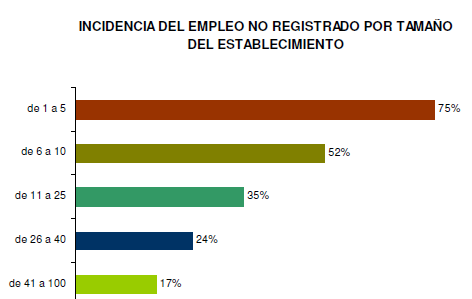 INCIDENCIA DEL EMPLEO NO REGISTRADO POR TAMAÑO
DEL ESTABLECIMIENTO
de 1 a 5 75%
de 6 a 10 52%
de 11 a 25 35%
de 26 a 40 24%
de 41 a 100 17%